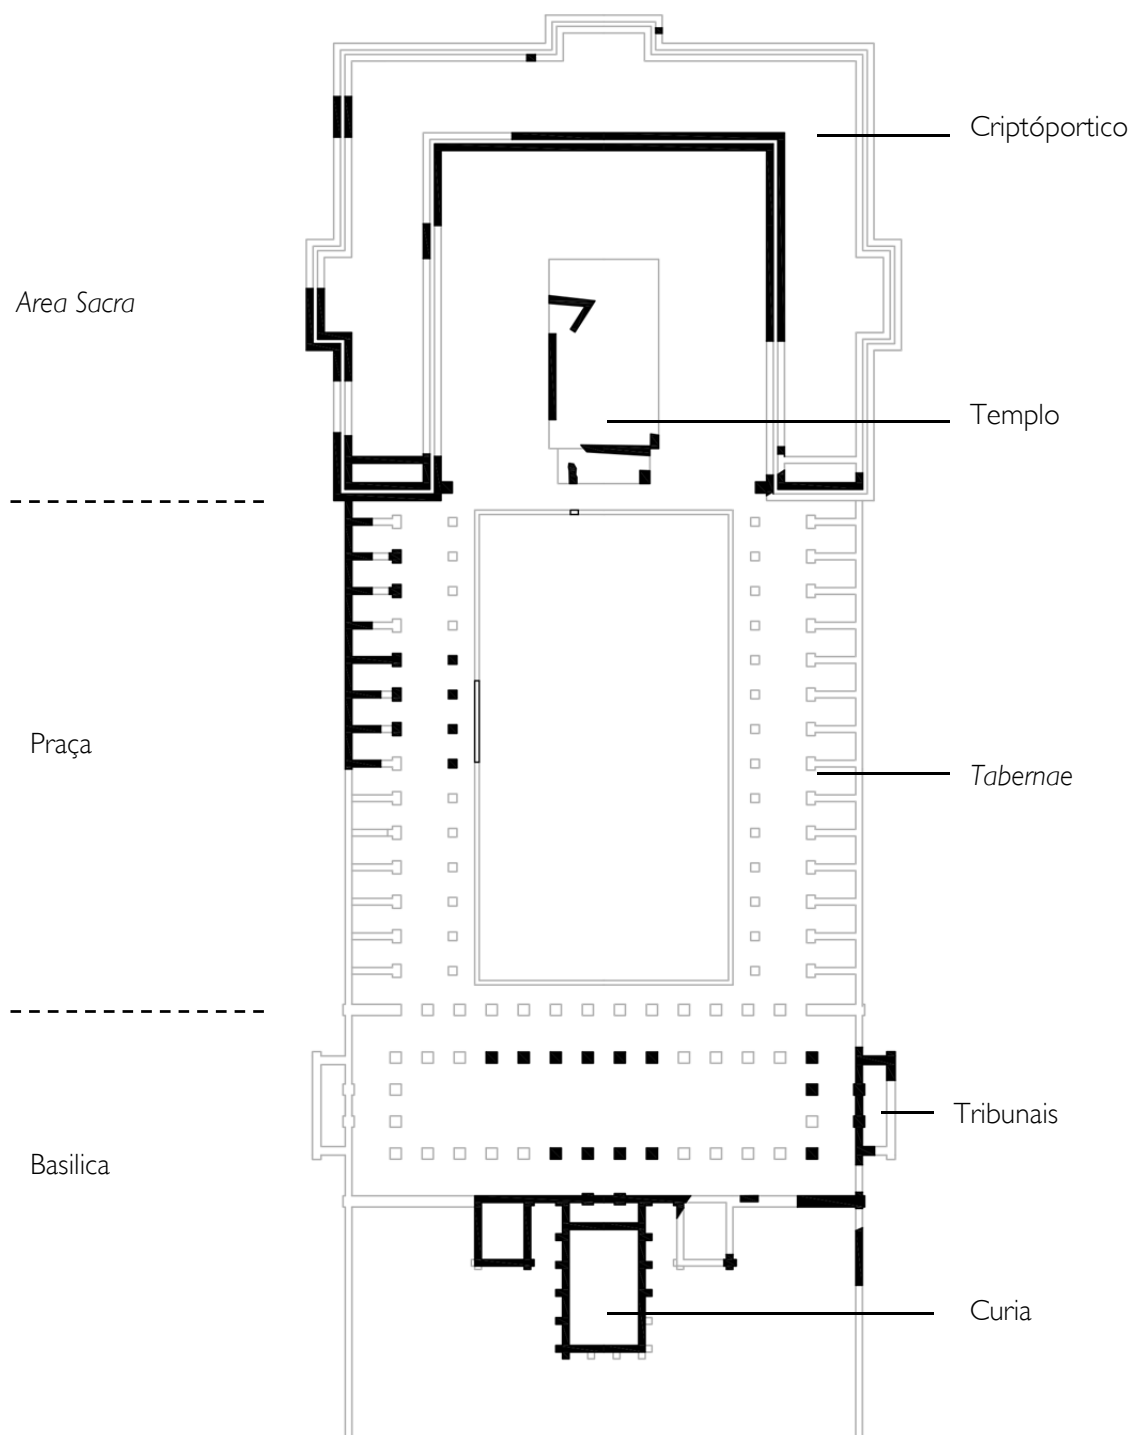 Criptóportico
Area Sacra
Templo
Praça
Tabernae
Tribunais
Basilica
Curia